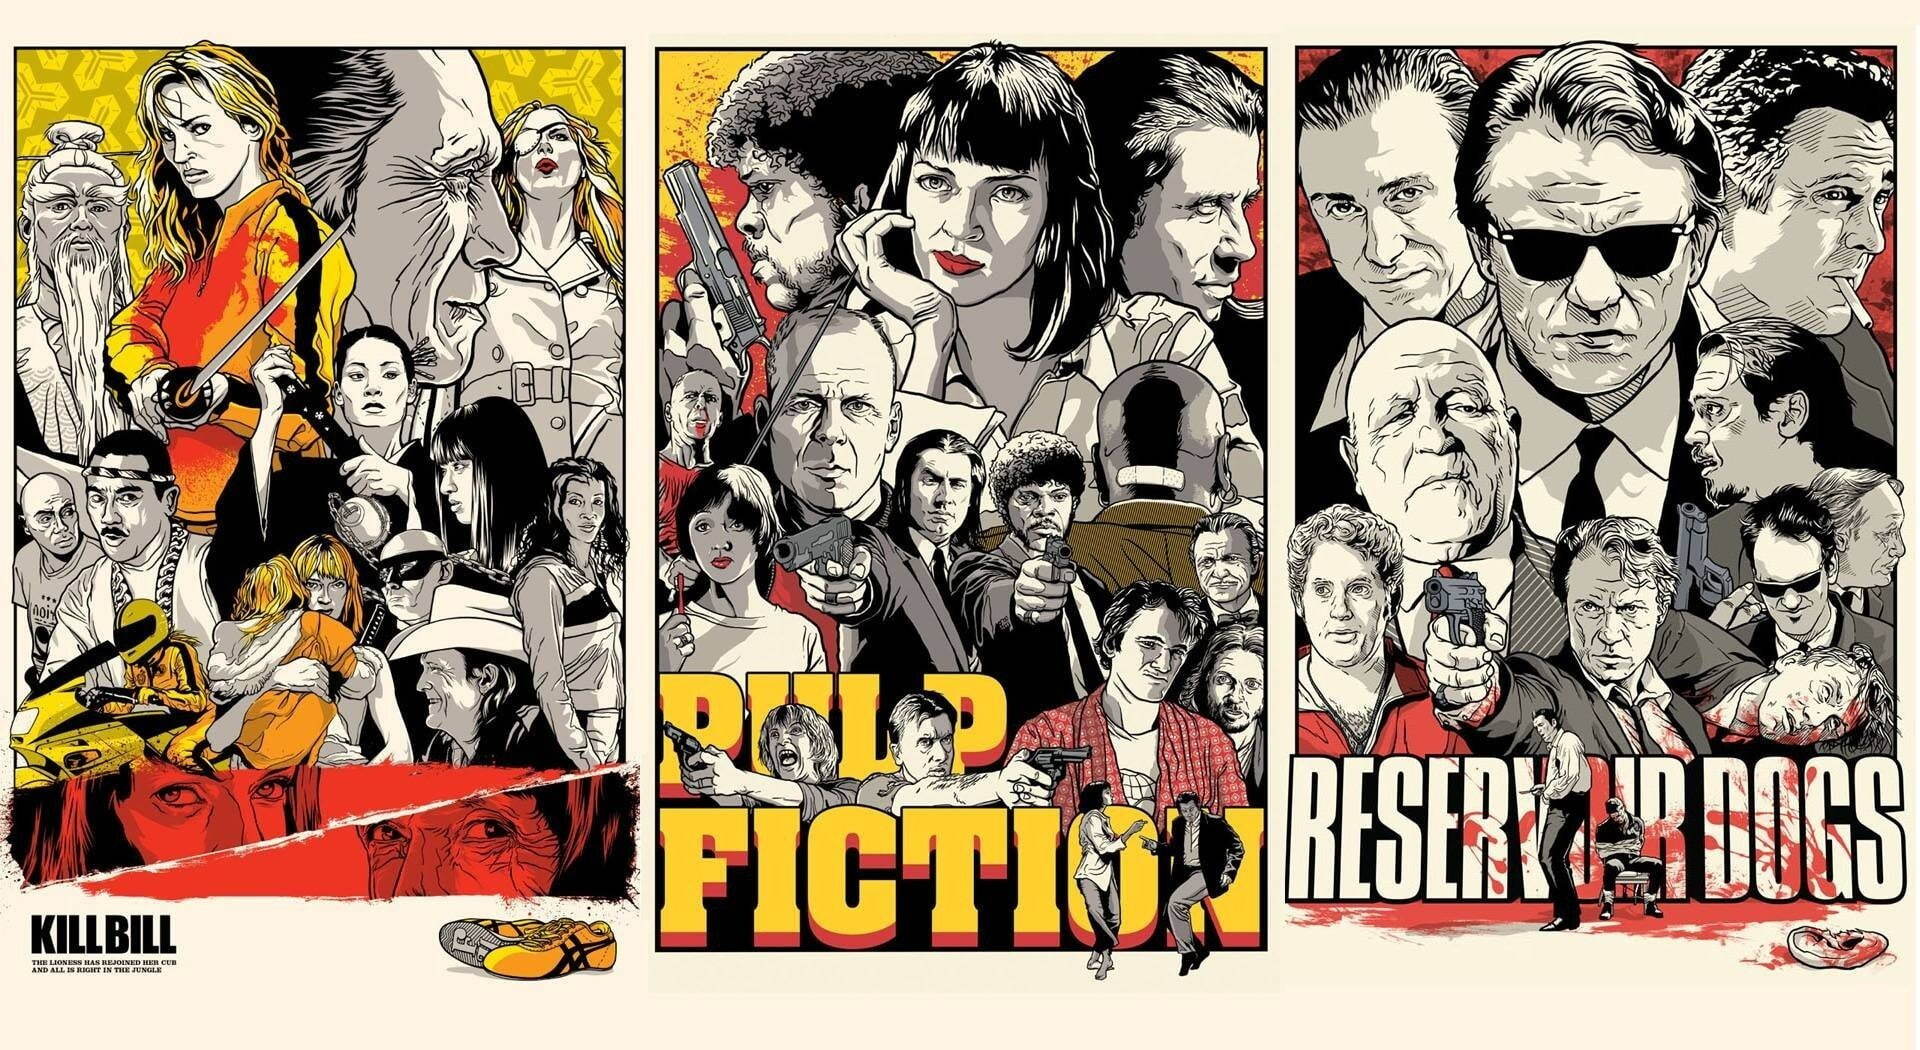 KILL BILL
THE LIONESS HAS REJOINED HER CUB
AND ALL IS RIGHT IN THE JUNGLE
PULP
FICTION
RESERVOIR DOGS